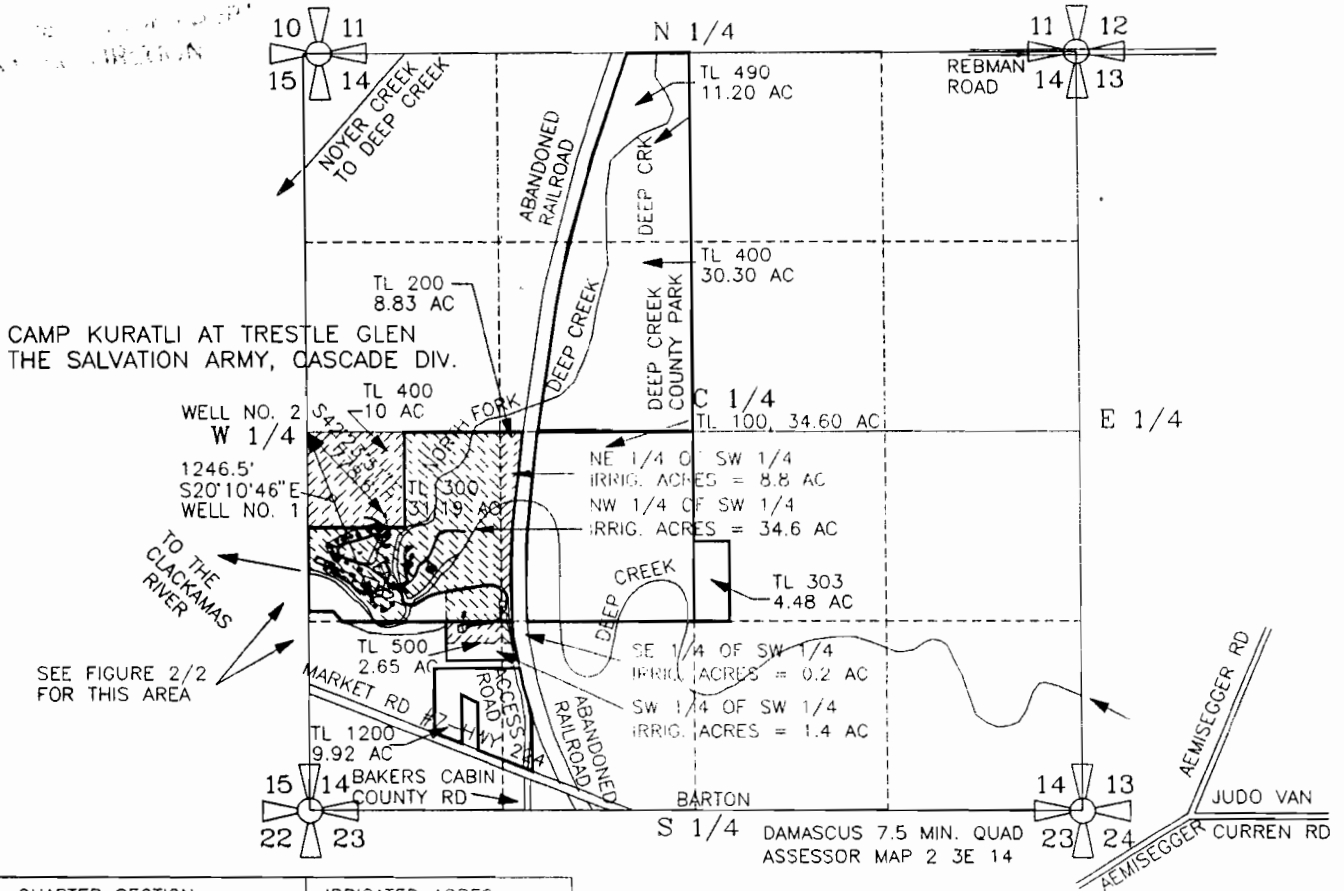 10 11
15 14
N 1/4
11 12
14 13
REBMAN
ROAD
NOYER CREEK
TO DEEP CREEK
ABANDONED
RAILROAD
TL 490
11.20 AC
DEEP CRK
TL 400
30.30 AC
DEEP CREEK
COUNTY PARK
DEEP CREEK
TL 200
8.83 AC
CAMP KURATLI AT TRESTLE GLEN
THE SALVATION ARMY, CASCADE DIV.
TL 400
10 AC
NORTH FORK
C 1/4
TL 100, 34.60 AC
E 1/4
WELL NO. 2
W 1/4
1246.5'
S20°10'46"E
WELL NO. 1
TL 300
NE 1/4 OF SW 1/4
IRRIG. ACRES = 8.8 AC
NW 1/4 OF SW 1/4
IRRIG. ACRES = 34.6 AC
TO THE
CLACKAMAS
RIVER
DEEP CREEK
TL 303
4.48 AC
SEE FIGURE 2/2
FOR THIS AREA
TL 500
2.65 AC
SE 1/4 OF SW 1/4
IRRIG. ACRES = 0.2 AC
SW 1/4 OF SW 1/4
IRRIG. ACRES = 1.4 AC
MARKET RD #7-HWY 224
ACCESS
ROAD
ABANDONED
RAILROAD
TL 1200
9.92 AC
BAKERS CABIN
COUNTY RD
15 14
22 23
BARTON
S 1/4
14 13
23 24
DAMASCUS 7.5 MIN. QUAD
ASSESSOR MAP 2 3E 14
AEMISEGGER RD
JUDO VAN
CURREN RD
AEMISEGGER
QUARTER SECTION
IRRIGATED ACRES